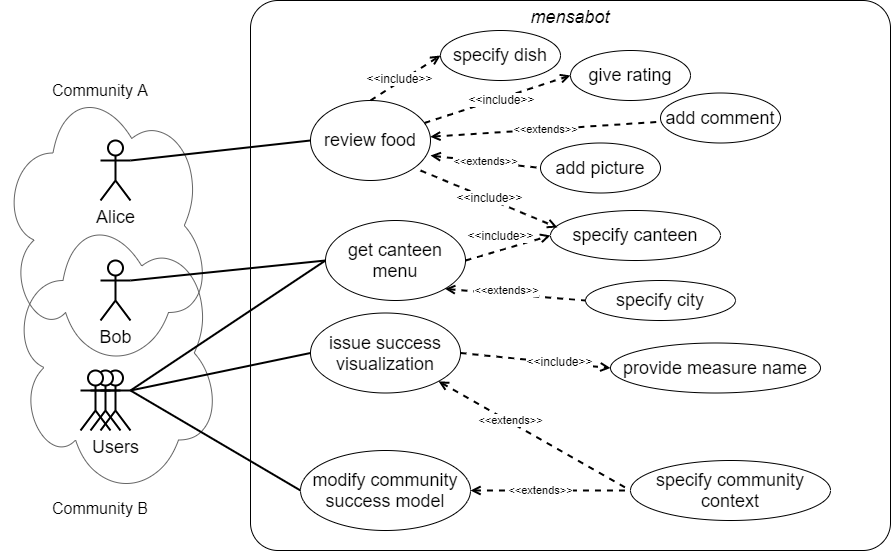 mensabot
specify dish
<<include>>
give rating
Community A
<<include>>
add comment
<<extends>>
review food
<<extends>>
add picture
<<include>>
Alice
<<include>>
specify canteen
get canteen
menu
<<extends>>
specify city
Bob
issue success
visualization
<<include>>
provide measure name
<<extends>>
Users
modify community
success model
<<extends>>
specify community
context
Community B